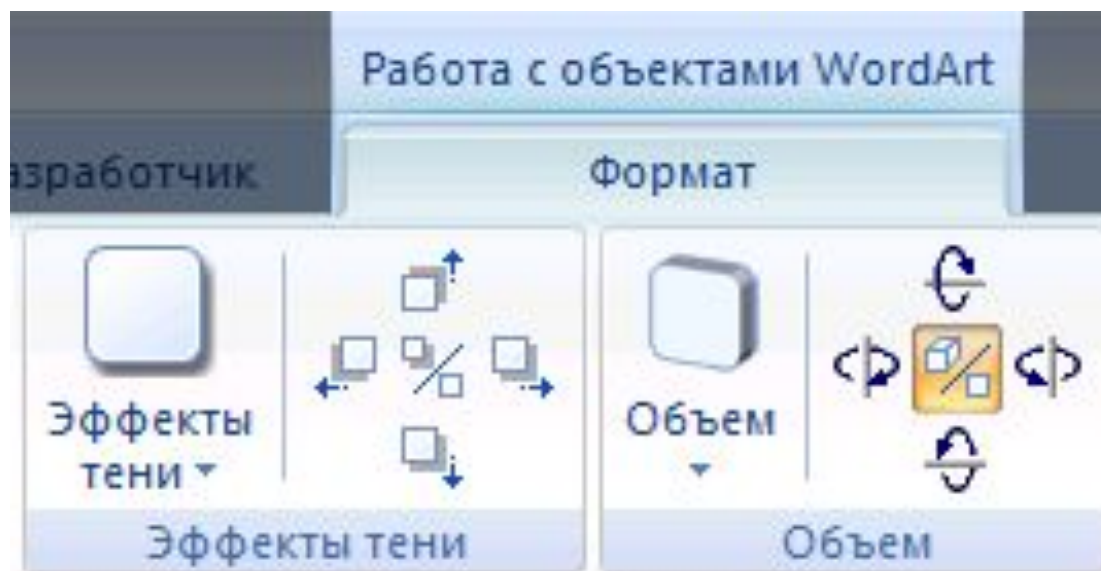 Работа с объектами WordArt
азработчик
Формат
Эффекты
тени
Объем
Эффекты тени
Объем